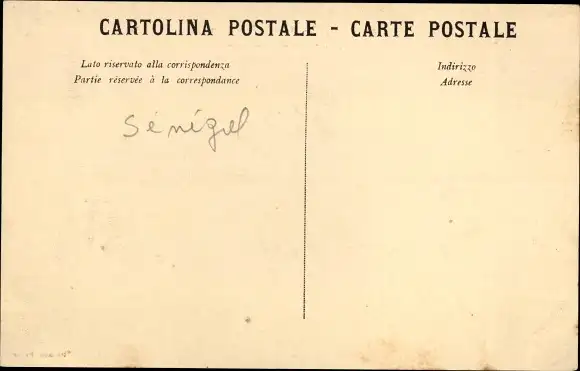 CARTOLINA POSTALE - CARTE POSTALE
Lato riservato alla corrispondenza
Partie réservée à la correspondance
Indirizzo
Adresse
Sénégal